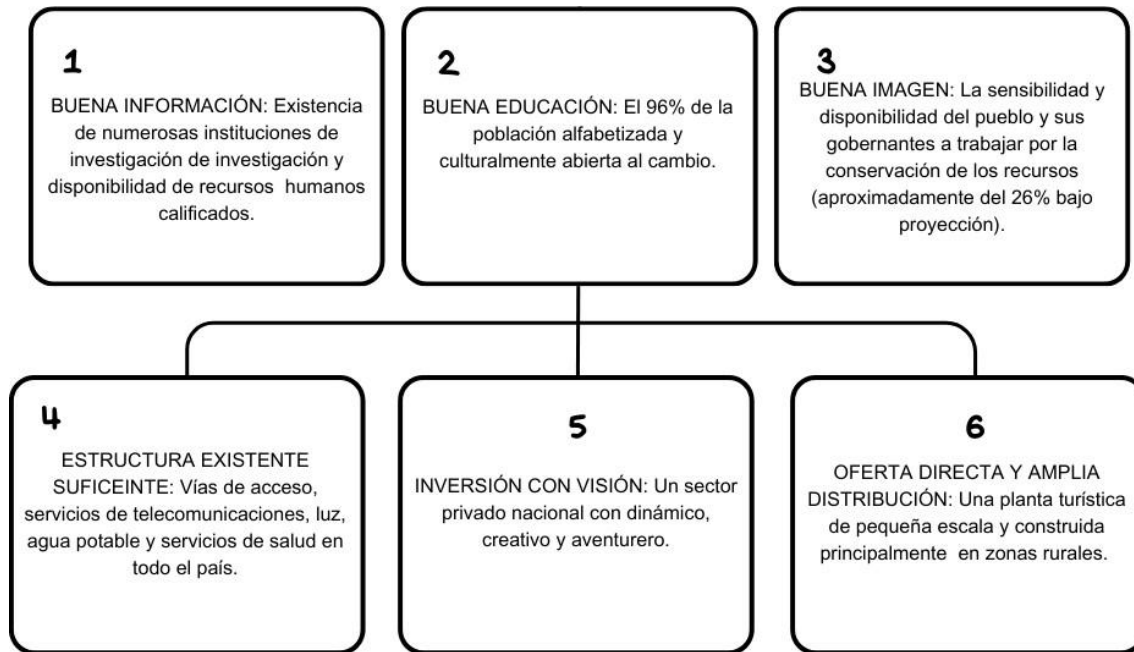 1
BUENA INFORMACIÓN: Existencia
de numerosas instituciones de
investigación de investigación y
disponibilidad de recursos humanos
calificados.
2
BUENA EDUCACIÓN: El 96% de la
población alfabetizada y
culturalmente abierta al cambio.
3
BUENA IMAGEN: La sensibilidad y
disponibilidad del pueblo y sus
gobernantes a trabajar por la
conservación de los recursos
(aproximadamente del 26% bajo
proyección).
4
ESTRUCTURA EXISTENTE
SUFICEINTE: Vías de acceso,
servicios de telecomunicaciones, luz,
agua potable y servicios de salud en
todo el país.
5
INVERSIÓN CON VISIÓN: Un sector
privado nacional con dinámico,
creativo y aventurero.
6
OFERTA DIRECTA Y AMPLIA
DISTRIBUCIÓN: Una planta turística
de pequeña escala y construida
principalmente en zonas rurales.